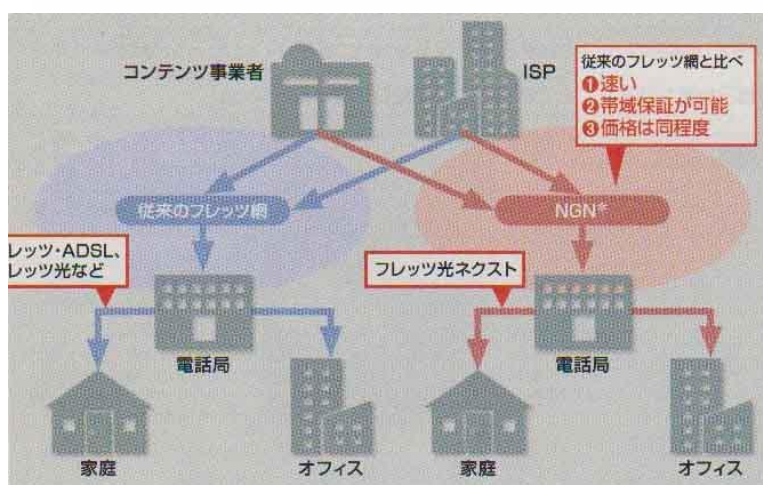 コンテンツ事業者
ISP
従来のフレッツ網と比べ
❶速い
❷帯域保証が可能
❸価格は同程度
従来のフレッツ網
NGN*
レッツ・ADSL、
レッツ光など
フレッツ光ネクスト
電話局
電話局
家庭
オフィス
家庭
オフィス